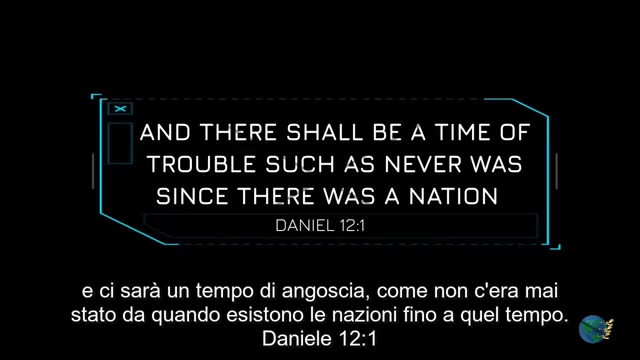 AND THERE SHALL BE A TIME OF
TROUBLE SUCH AS NEVER WAS
SINCE THERE WAS A NATION
DANIEL 12:1
e ci sarà un tempo di angoscia, come non c'era mai
stato da quando esistono le nazioni fino a quel tempo.
Daniele 12:1